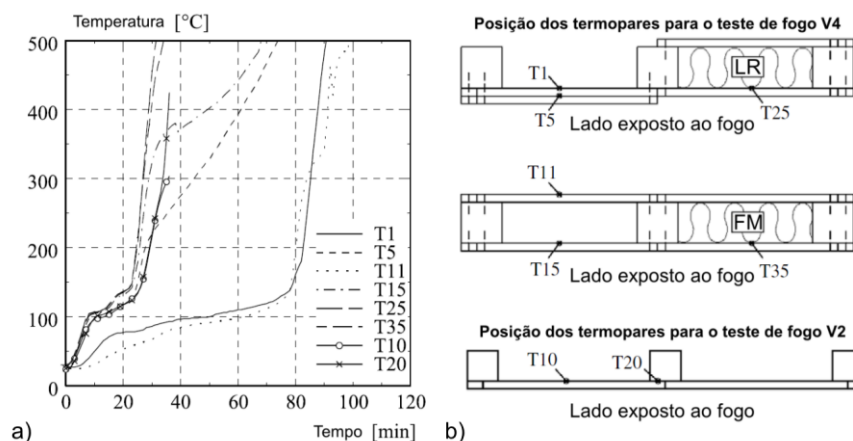 Temperatura [°C]
500
400
300
200
100
0
0 20 40 60 80 100 120
Tempo [min]
T1
T5
T11
T15
T25
T35
T10
T20
a)
Posição dos termopares para o teste de fogo V4
LR
T1
T5
T25
Lado exposto ao fogo
T11
FM
T15
T35
Lado exposto ao fogo
Posição dos termopares para o teste de fogo V2
T10
T20
Lado exposto ao fogo
b)